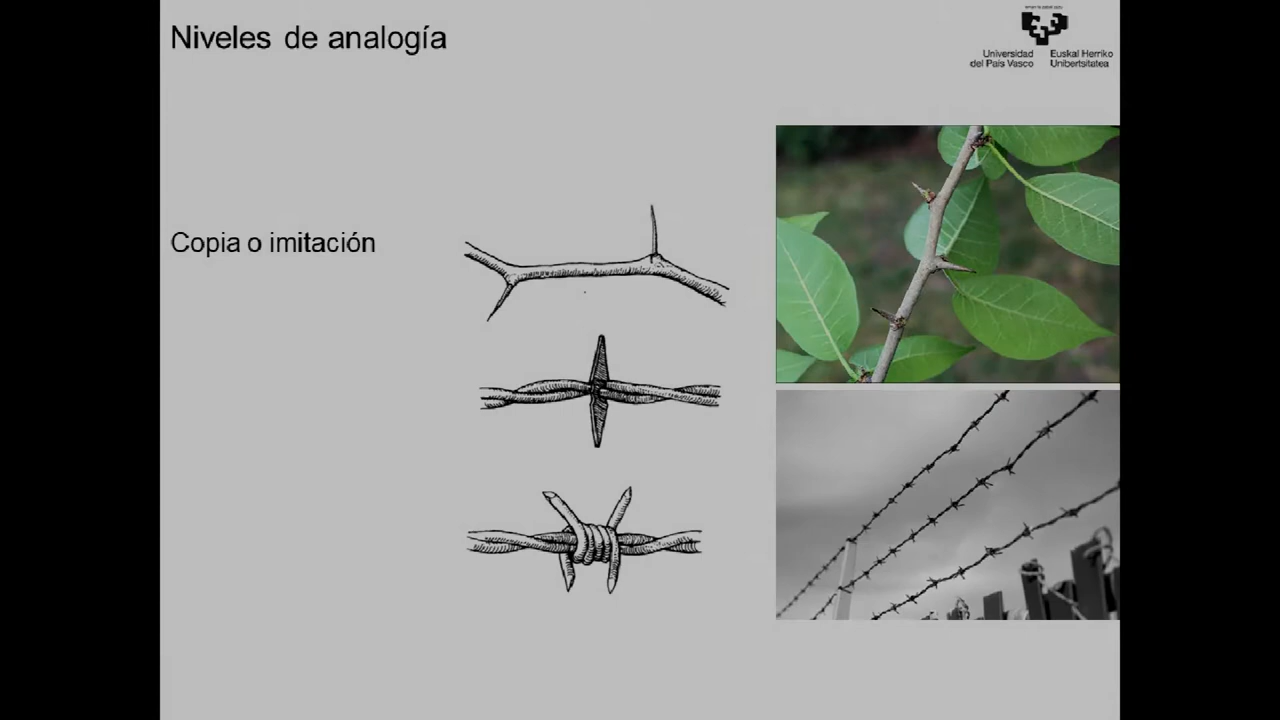 Niveles de analogía
Universidad
del País Vasco
Euskal Herriko
Unibertsitatea
Copia o imitación